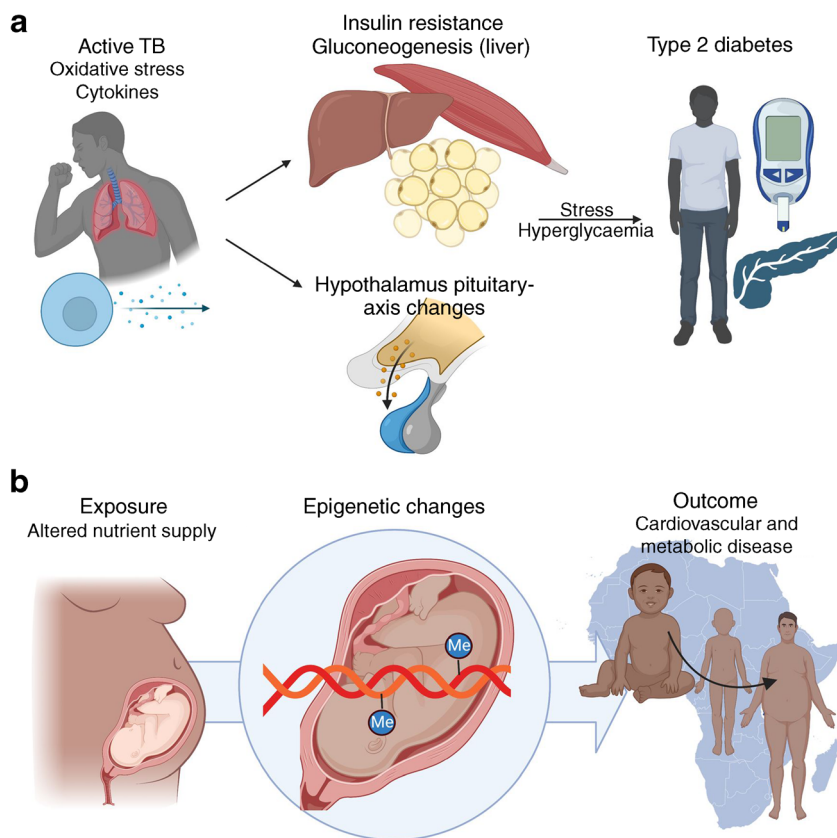 a
Active TB
Oxidative stress
Cytokines
Insulin resistance
Gluconeogenesis (liver)
Type 2 diabetes
Stress
Hyperglycaemia
Hypothalamus pituitary-
axis changes
b
Exposure
Altered nutrient supply
Epigenetic changes
Me
Me
Outcome
Cardiovascular and
metabolic disease